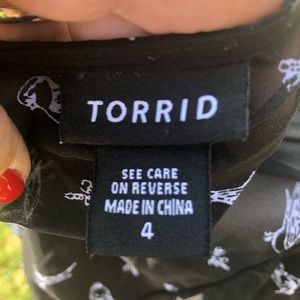 TORRID
SEE CARE
ON REVERSE
MADE IN CHINA
4